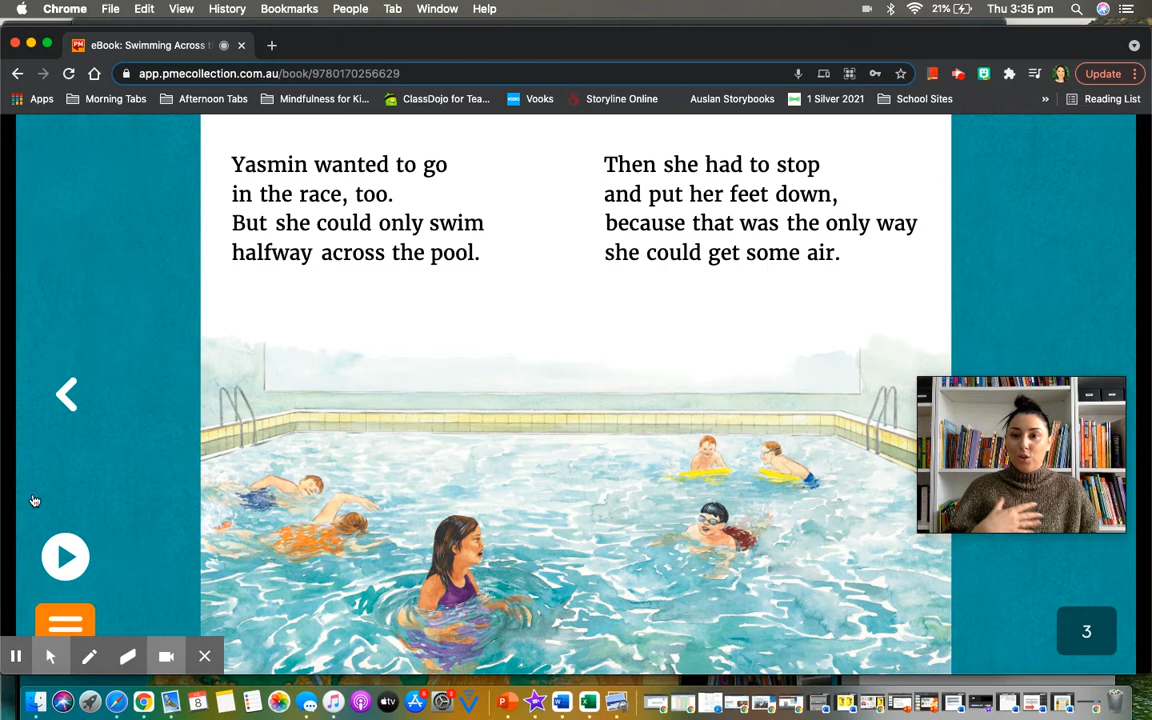 Chrome File Edit View History Bookmarks People Tab Window Help 21% Thu 3:35 pm
eBook: Swimming Across t
app.pmecollection.com.au/book/9780170256629 Update
Apps Morning Tabs Afternoon Tabs Mindfulness for Ki... ClassDojo for Tea... Vooks Storyline Online Auslan Storybooks 1 Silver 2021 School Sites » Reading List
Yasmin wanted to go
in the race, too.
But she could only swim
halfway across the pool.
Then she had to stop
and put her feet down,
because that was the only way
she could get some air.
3